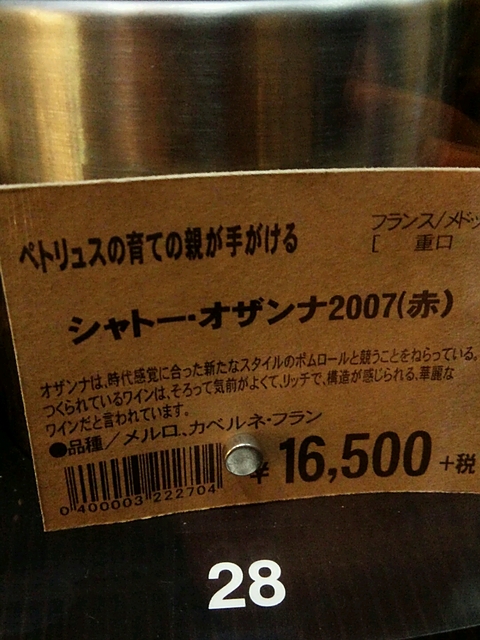 フランス/メドッ
ペトリュスの育ての親が手がける
[ 重口
シャトー・オザンナ2007(赤)
オザンナは、時代感覚に合った新たなスタイルのポムロールと競うことをねらっている。
つくられているワインは、そろって気前がよくて、リッチで、構造が感じられる、華麗な
ワインだと言われています。
●品種/メルロ、カベルネ・フラン
¥16,500+税
0 400003 222704
28